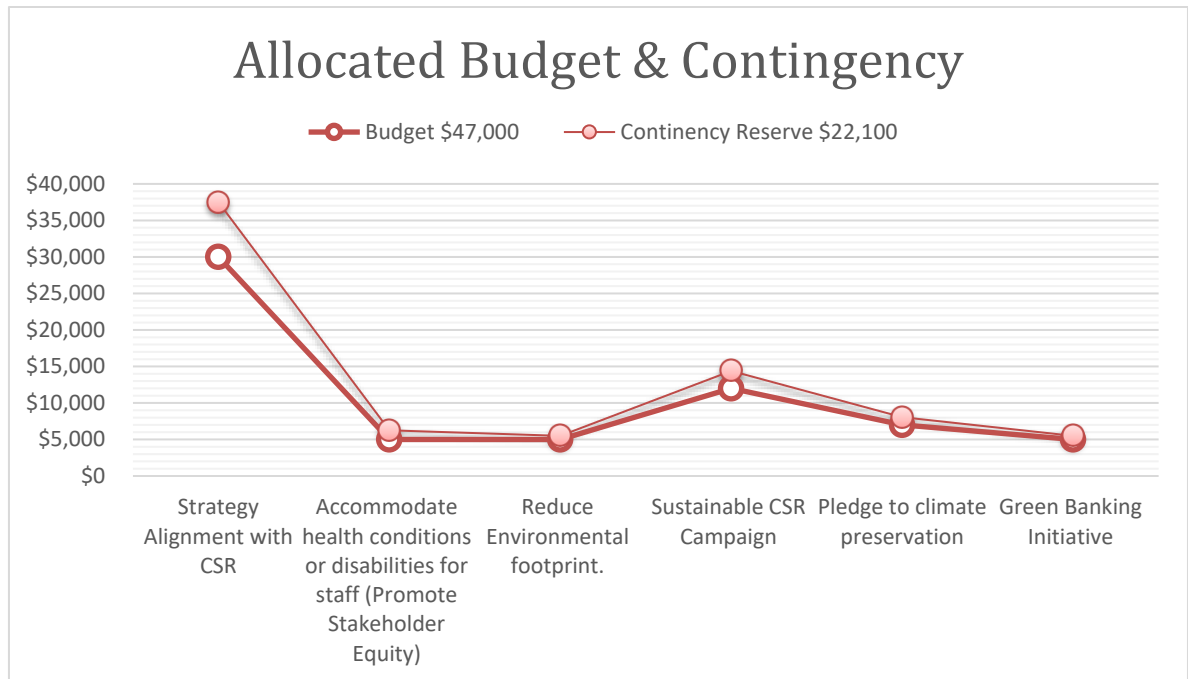 Allocated Budget & Contingency
Budget $47,000
Continency Reserve $22,100
$40,000
$35,000
$30,000
$25,000
$20,000
$15,000
$10,000
$5,000
$0
Strategy
Alignment with
CSR
Accommodate
health conditions
or disabilities for
staff (Promote
Stakeholder
Equity)
Reduce
Environmental
footprint.
Sustainable CSR
Campaign
Pledge to climate
preservation
Green Banking
Initiative